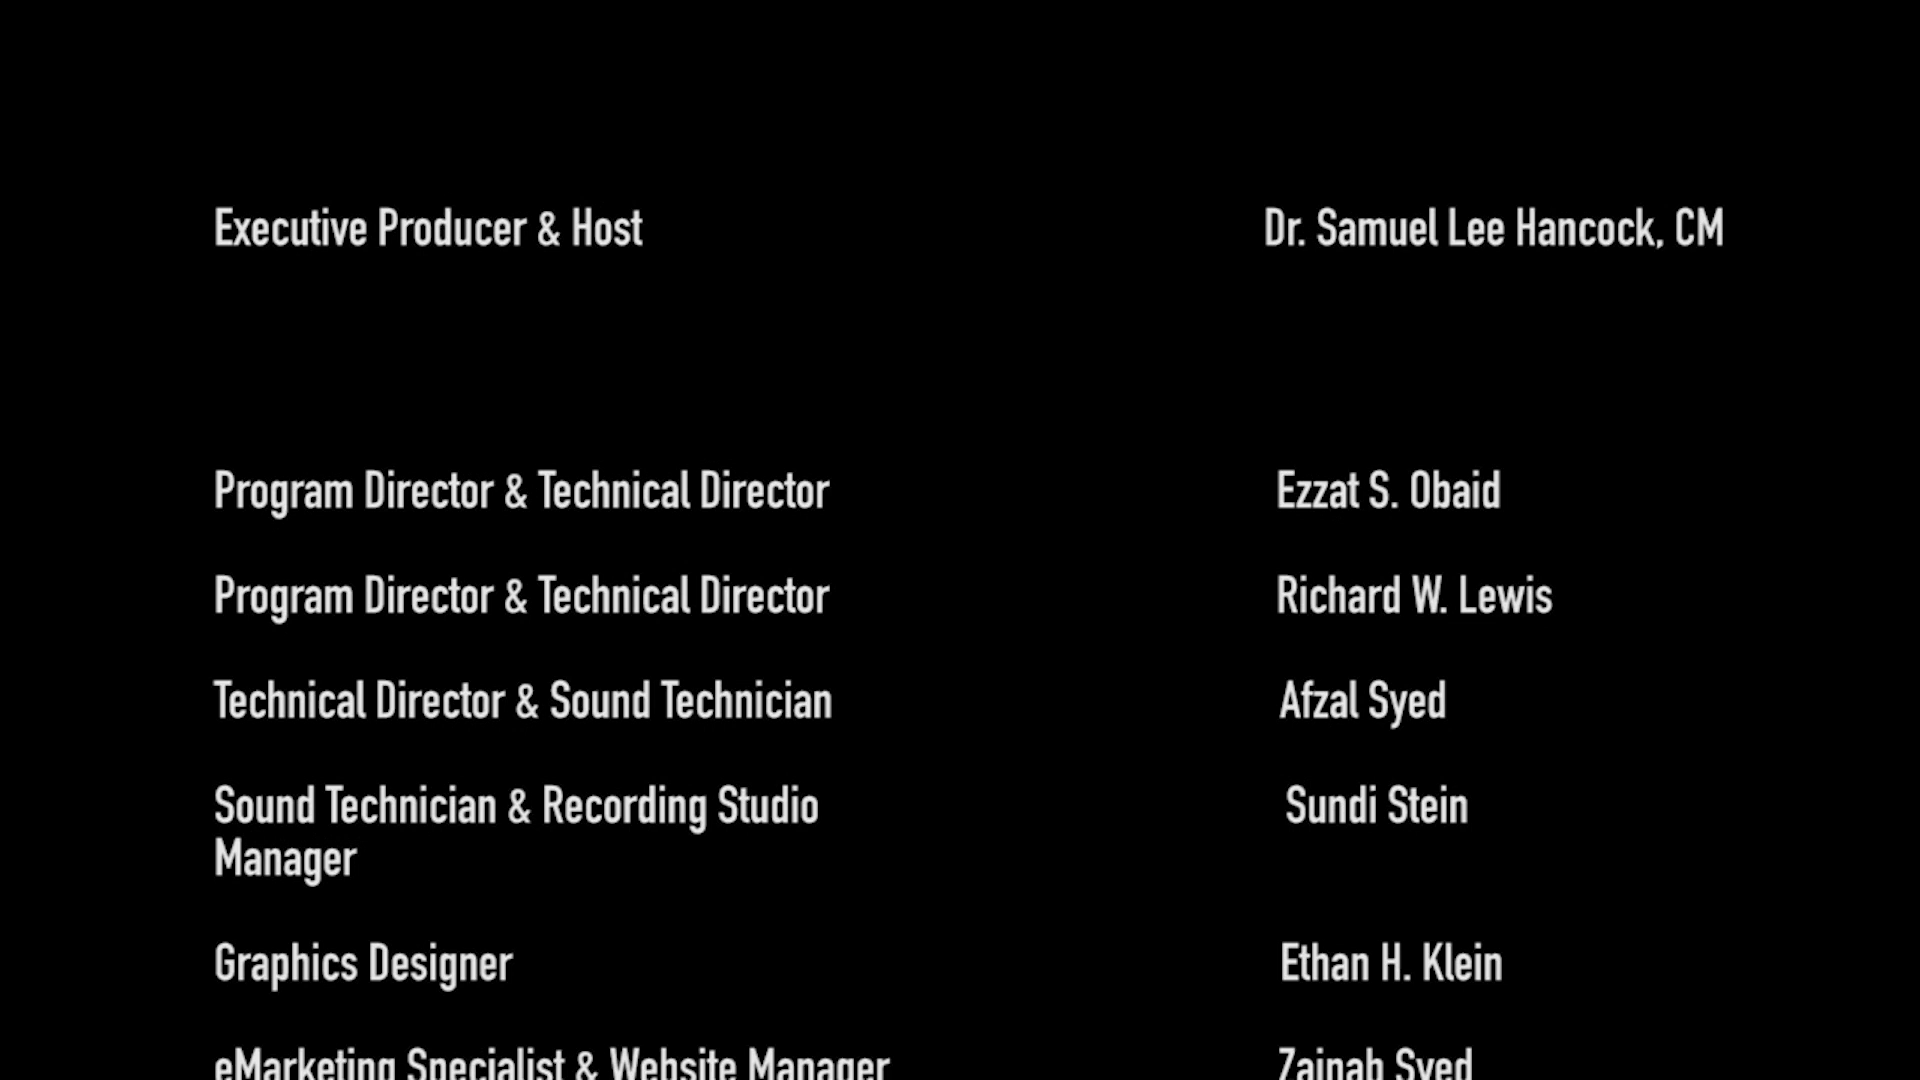 Executive Producer & Host Dr. Samuel Lee Hancock, CM
Program Director & Technical Director Ezzat S. Obaid
Program Director & Technical Director Richard W. Lewis
Technical Director & Sound Technician Afzal Syed
Sound Technician & Recording Studio Sundi Stein
Manager
Graphics Designer Ethan H. Klein
eMarketing Specialist & Website Manager Zainah Syed